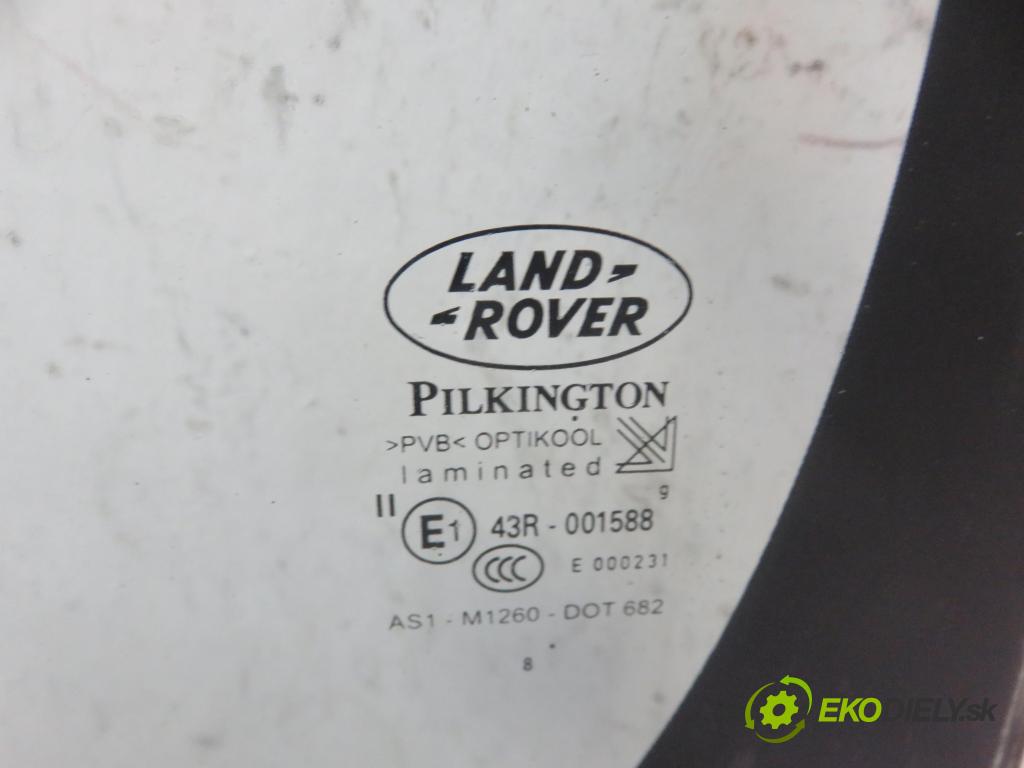 LAND
ROVER
PILKINGTON
>PVB< OPTIKOOL
laminated
9
II E1 43R - 001588
CCC E 000231
AS1 - M1260 - DOT 682
8
EKODIELY.sk